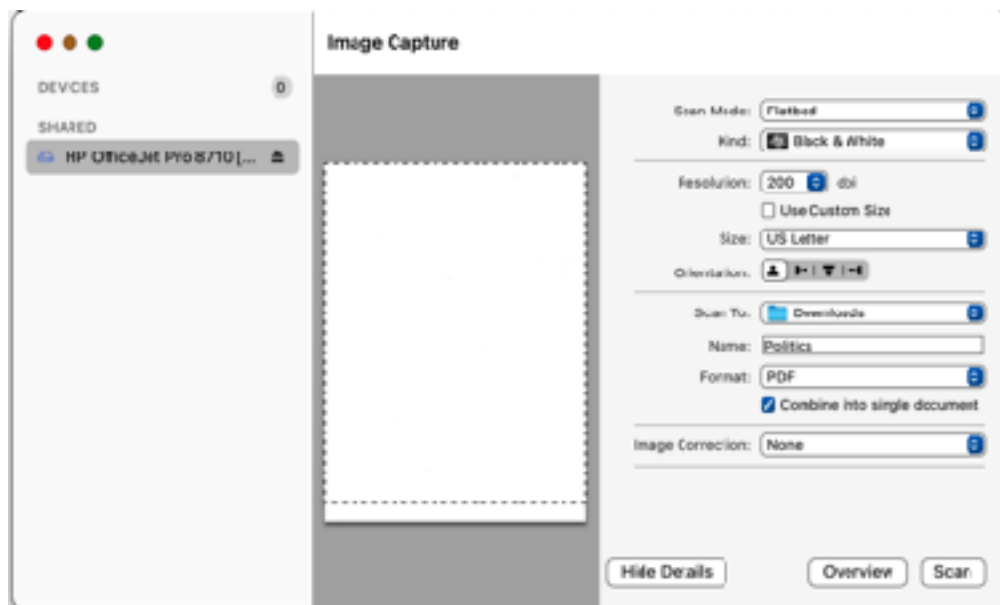 Image Capture
DEVICES
0
SHARED
HP OfficeJet Pro 8710 [...
Scan Mode: Flatbed
Kind: Black & White
Resolution: 200 dpi
Use Custom Size
Size: US Letter
Orientation:
Scan To: Downloads
Name: Politics
Format: PDF
Combine into single document
Image Correction: None
Hide Details
Overview
Scan